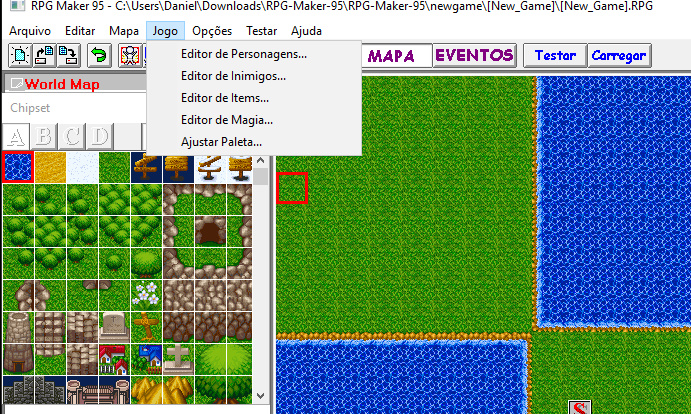 RPG Maker 95 - C:\Users\Daniel\Downloads\RPG-Maker-95\RPG-Maker-95\newgame\[New_Game]\[New_Game].RPG
Arquivo Editar Mapa Jogo Opções Testar Ajuda
Editor de Personagens...
Editor de Inimigos...
Editor de Items...
Editor de Magia...
Ajustar Paleta...
MAPA EVENTOS Testar Carregar
World Map
Chipset
A B C D
S